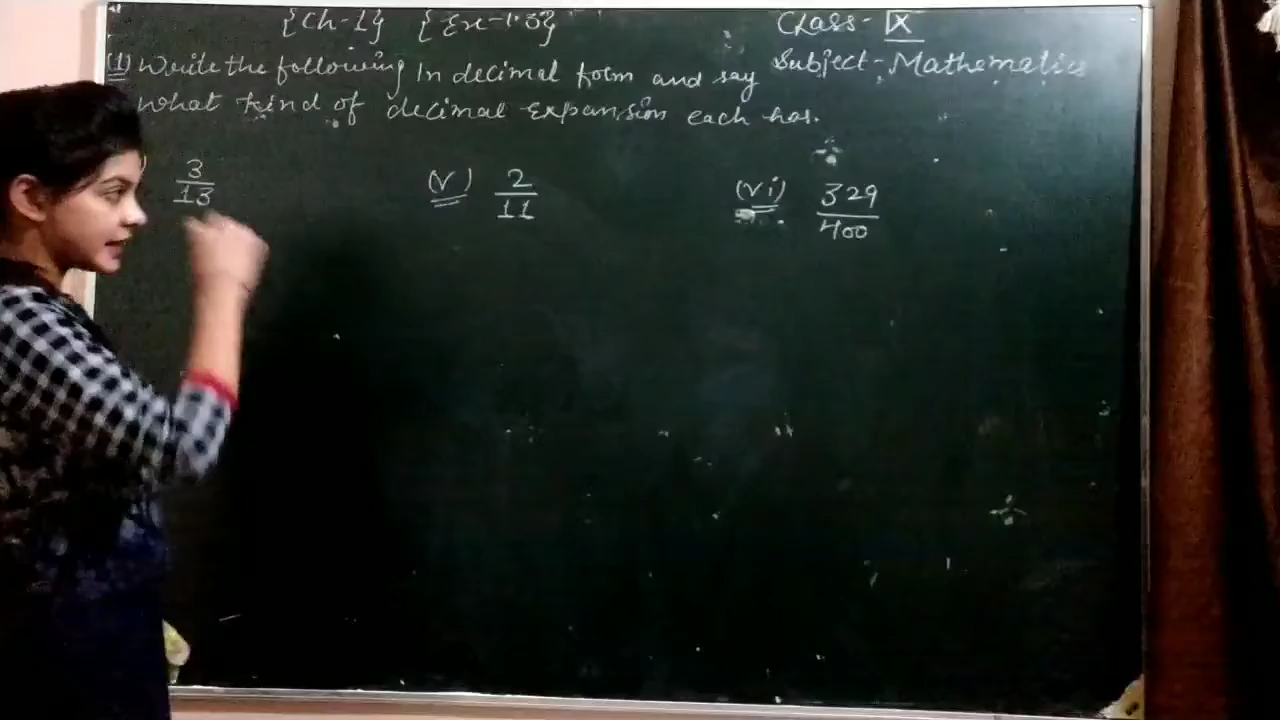 {Ch-1} {Ex-1.3}
Class- IX
Subject- Mathematics
(1) Write the following In decimal form and say
what kind of decimal expansion each has.
3/13
(v) 2/11
(vi) 329/400